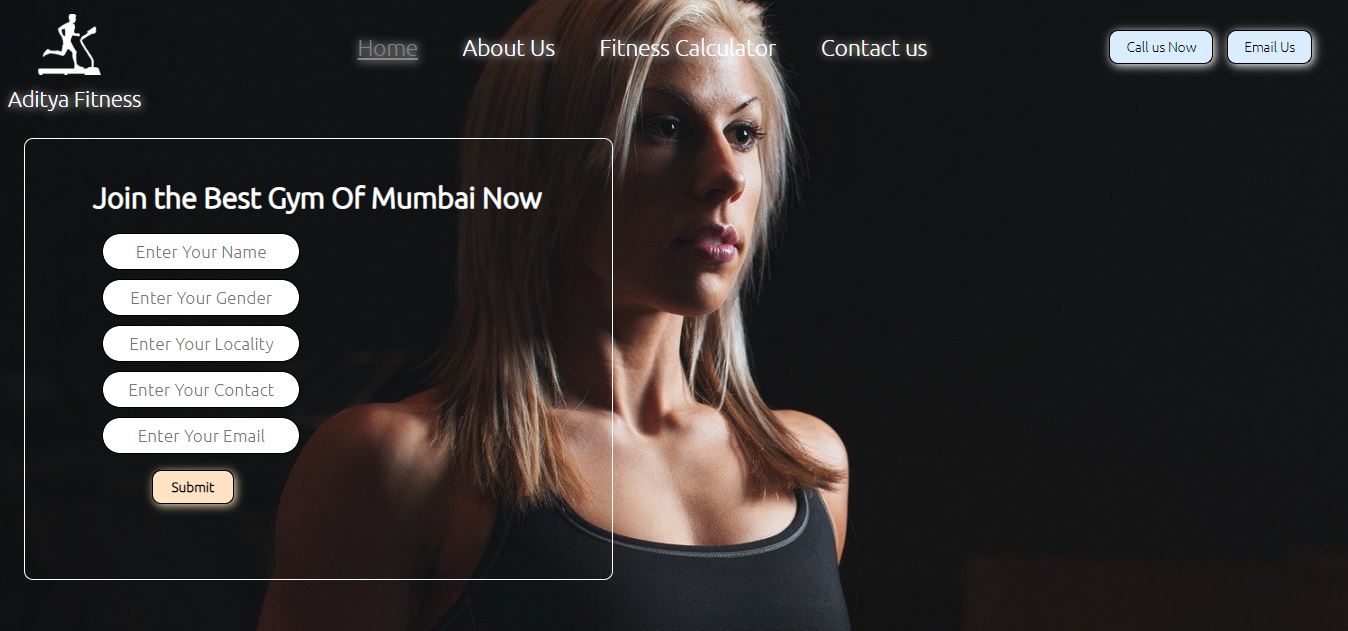 Home
About Us
Fitness Calculator
Contact us
Call us Now
Email Us
Aditya Fitness
Join the Best Gym Of Mumbai Now
Enter Your Name
Enter Your Gender
Enter Your Locality
Enter Your Contact
Enter Your Email
Submit